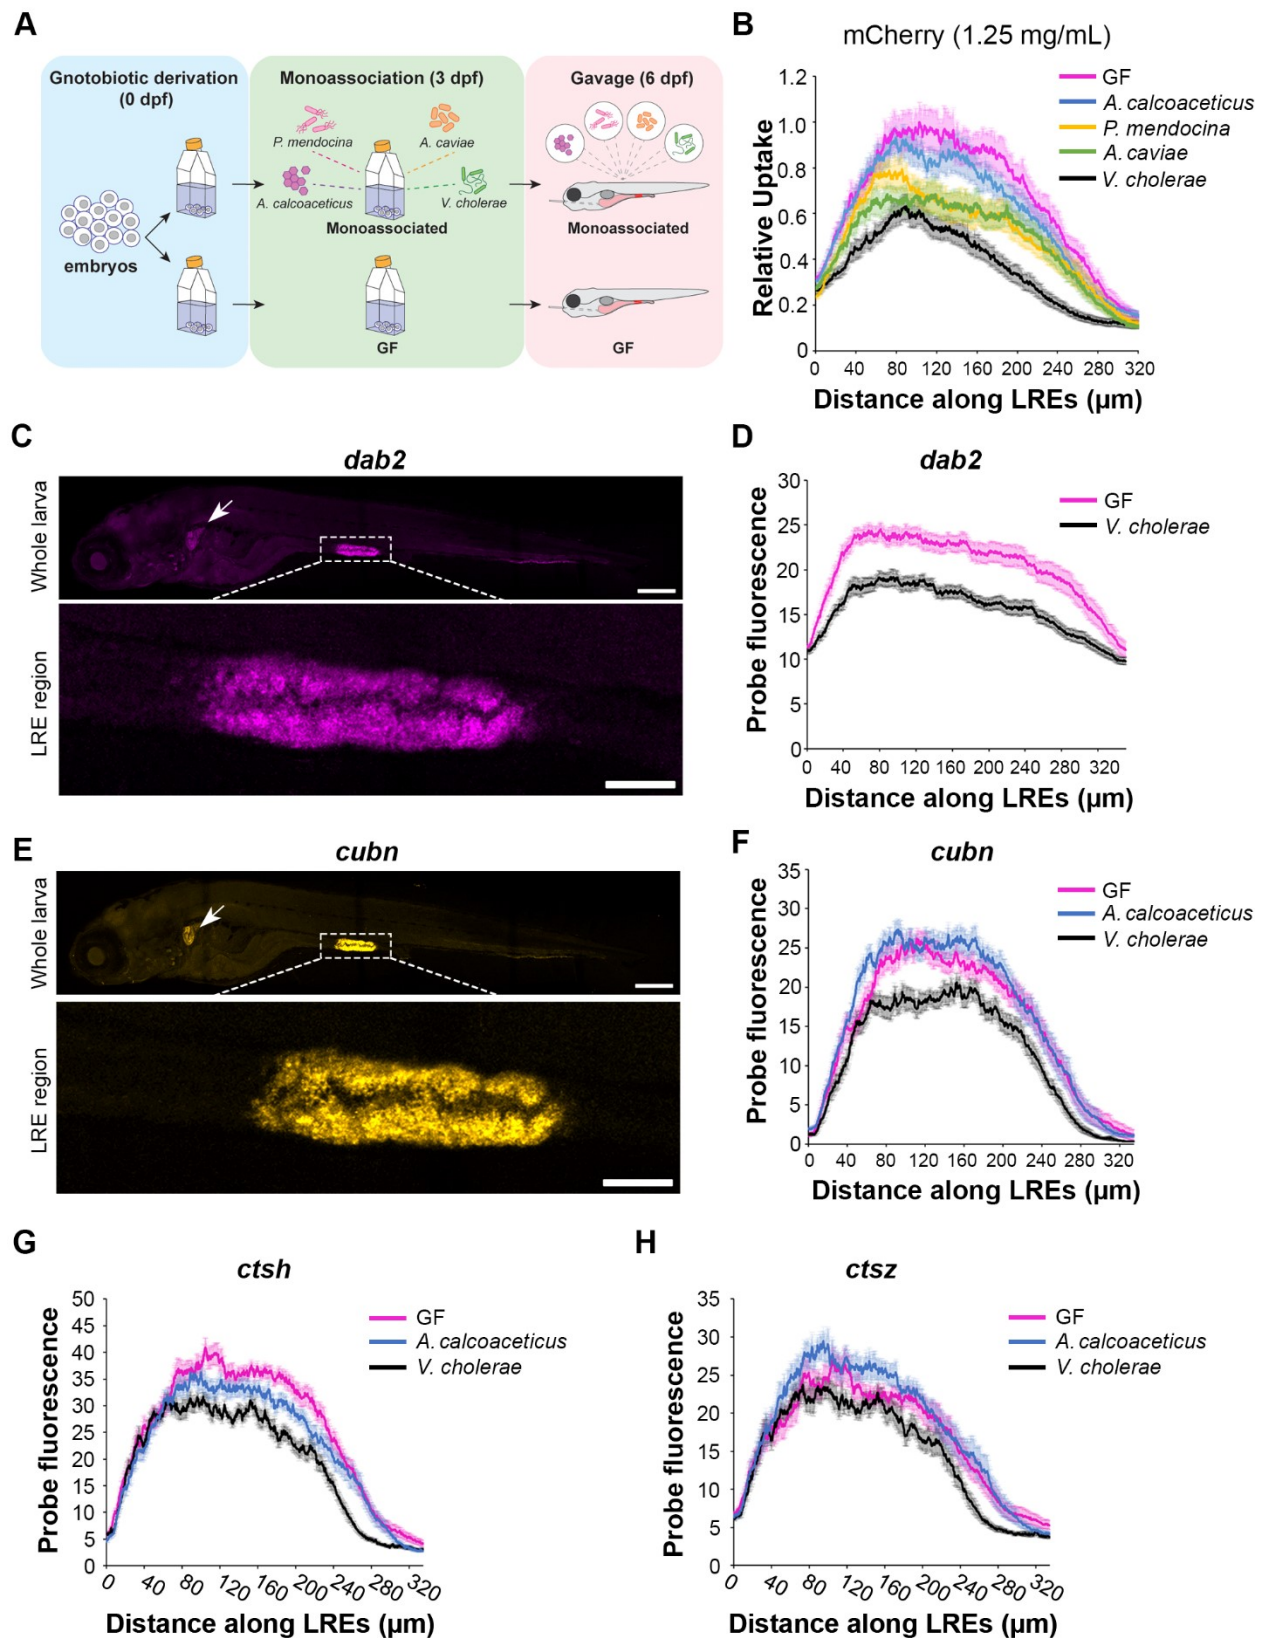 A
Gnotobiotic derivation
(0 dpf)
Monoassociation (3 dpf)
Gavage (6 dpf)
P. mendocina
A. caviae
A. calcoaceticus
V. cholerae
Monoassociated
Monoassociated
embryos
GF
GF
B
mCherry (1.25 mg/mL)
Relative Uptake
1.2
1.0
0.8
0.6
0.4
0.2
0
0 40 80 120 160 200 240 280 320
Distance along LREs (μm)
GF
A. calcoaceticus
P. mendocina
A. caviae
V. cholerae
C
dab2
Whole larva
LRE region
D
dab2
Probe fluorescence
30
25
20
15
10
5
0
0 40 80 120 160 200 240 280 320
Distance along LREs (μm)
GF
V. cholerae
E
cubn
Whole larva
LRE region
F
cubn
Probe fluorescence
35
30
25
20
15
10
5
0
0 40 80 120 160 200 240 280 320
Distance along LREs (μm)
GF
A. calcoaceticus
V. cholerae
G
ctsh
Probe fluorescence
50
45
40
35
30
25
20
15
10
5
0
0 40 80 120 160 200 240 280 320
Distance along LREs (μm)
GF
A. calcoaceticus
V. cholerae
H
ctsz
Probe fluorescence
35
30
25
20
15
10
5
0
0 40 80 120 160 200 240 280 320
Distance along LREs (μm)
GF
A. calcoaceticus
V. cholerae